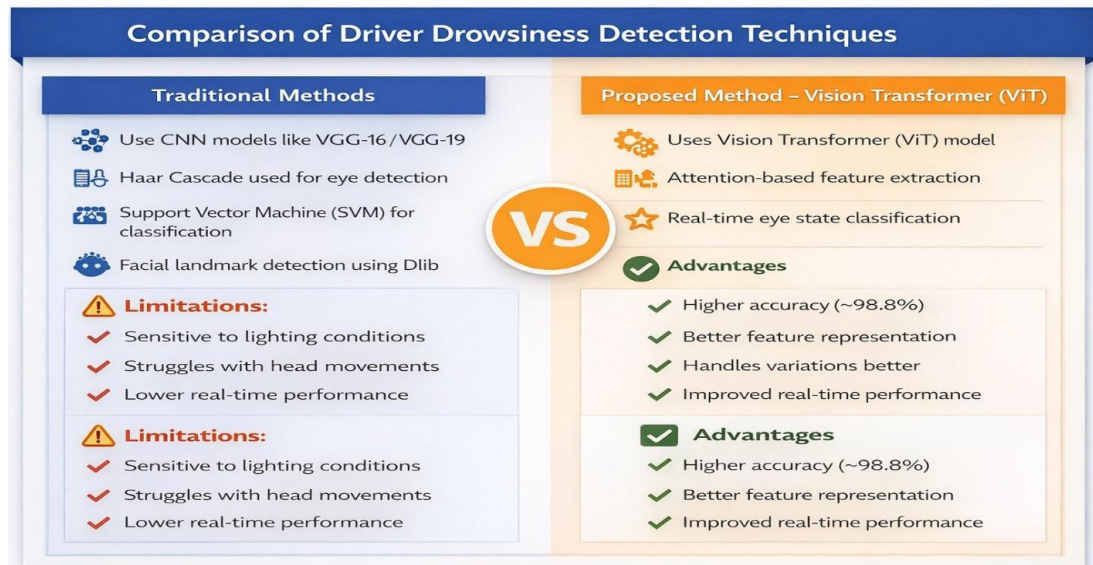 Comparison of Driver Drowsiness Detection Techniques
Traditional Methods
Use CNN models like VGG-16/VGG-19
Haar Cascade used for eye detection
Support Vector Machine (SVM) for
classification
Facial landmark detection using Dlib
Limitations:
Sensitive to lighting conditions
Struggles with head movements
Lower real-time performance
Limitations:
Sensitive to lighting conditions
Struggles with head movements
Lower real-time performance
VS
Proposed Method – Vision Transformer (ViT)
Uses Vision Transformer (ViT) model
Attention-based feature extraction
Real-time eye state classification
Advantages
Higher accuracy (~98.8%)
Better feature representation
Handles variations better
Improved real-time performance
Advantages
Higher accuracy (~98.8%)
Better feature representation
Improved real-time performance